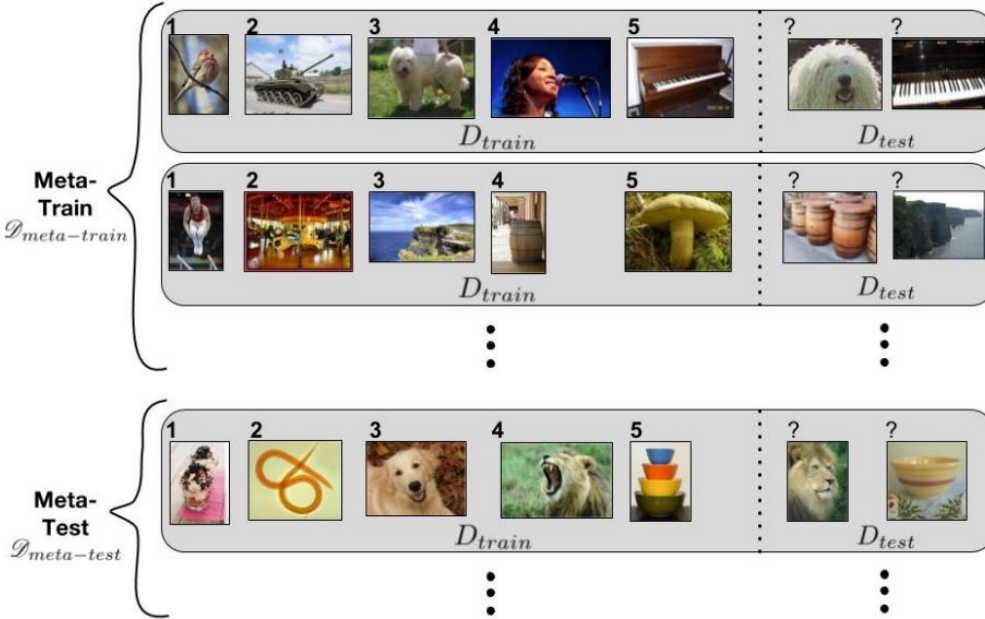 1 2 3 4 5 ? ?
D_train D_test
Meta-
Train
𝒟_meta−train
1 2 3 4 5 ? ?
D_train D_test
1 2 3 4 5 ? ?
Meta-
Test
𝒟_meta−test
D_train D_test